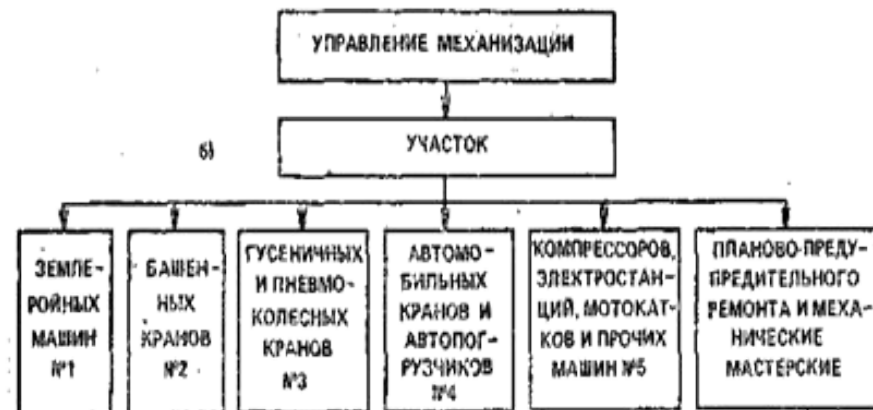 УПРАВЛЕНИЕ МЕХАНИЗАЦИИ
б)
УЧАСТОК
ЗЕМЛЕ-
РОЙНЫХ
МАШИН
№1
БАШЕН-
НЫХ
КРАНОВ
№2
ГУСЕНИЧНЫХ
И ПНЕВМО-
КОЛЕСНЫХ
КРАНОВ
№3
АВТОМО-
БИЛЬНЫХ
КРАНОВ И
АВТОПОГ-
РУЗЧИКОВ
№4
КОМПРЕССОРОВ,
ЭЛЕКТРОСТАН-
ЦИЙ, МОТОКАТ-
КОВ И ПРОЧИХ
МАШИН №5
ПЛАНОВО-ПРЕДУ-
ПРЕДИТЕЛЬНОГО
РЕМОНТА И МЕХА-
НИЧЕСКИЕ
МАСТЕРСКИЕ